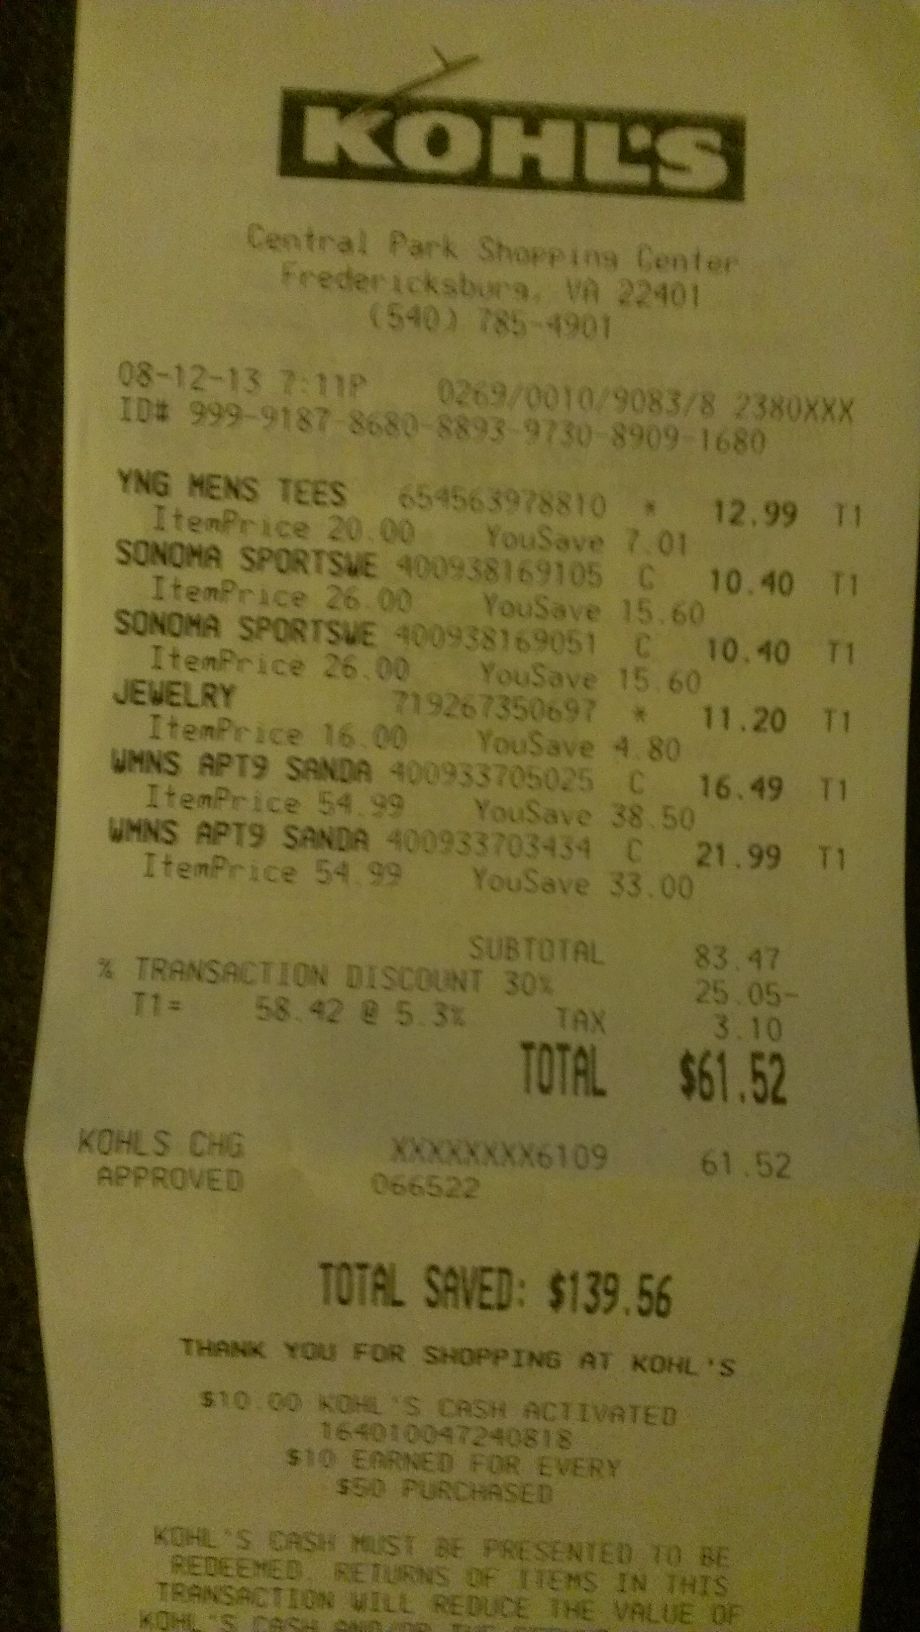 KOHL'S
Central Park Shopping Center
Fredericksburg, VA 22401
(540) 785-4901
08-12-13 7:11P 0269/0010/9083/8 2380XXX
ID# 999-9187-8680-8893-9730-8909-1680
YNG MENS TEES 654563978810 * 12.99 T1
ItemPrice 20.00 YouSave 7.01
SONOMA SPORTSWE 400938169105 C 10.40 T1
ItemPrice 26.00 YouSave 15.60
SONOMA SPORTSWE 400938169051 C 10.40 T1
ItemPrice 26.00 YouSave 15.60
JEWELRY 719267350697 * 11.20 T1
ItemPrice 16.00 YouSave 4.80
WMNS APT9 SANDA 400933705025 C 16.49 T1
ItemPrice 54.99 YouSave 38.50
WMNS APT9 SANDA 400933703434 C 21.99 T1
ItemPrice 54.99 YouSave 33.00
SUBTOTAL 83.47
% TRANSACTION DISCOUNT 30% 25.05-
T1= 58.42 @ 5.3% TAX 3.10
TOTAL $61.52
KOHLS CHG XXXXXXXX6109 61.52
APPROVED 066522
TOTAL SAVED: $139.56
THANK YOU FOR SHOPPING AT KOHL'S
$10.00 KOHL'S CASH ACTIVATED
164010047240818
$10 EARNED FOR EVERY
$50 PURCHASED
KOHL'S CASH MUST BE PRESENTED TO BE
REDEEMED. RETURNS OF ITEMS IN THIS
TRANSACTION WILL REDUCE THE VALUE OF
KOHL'S CASH AND/OR THE